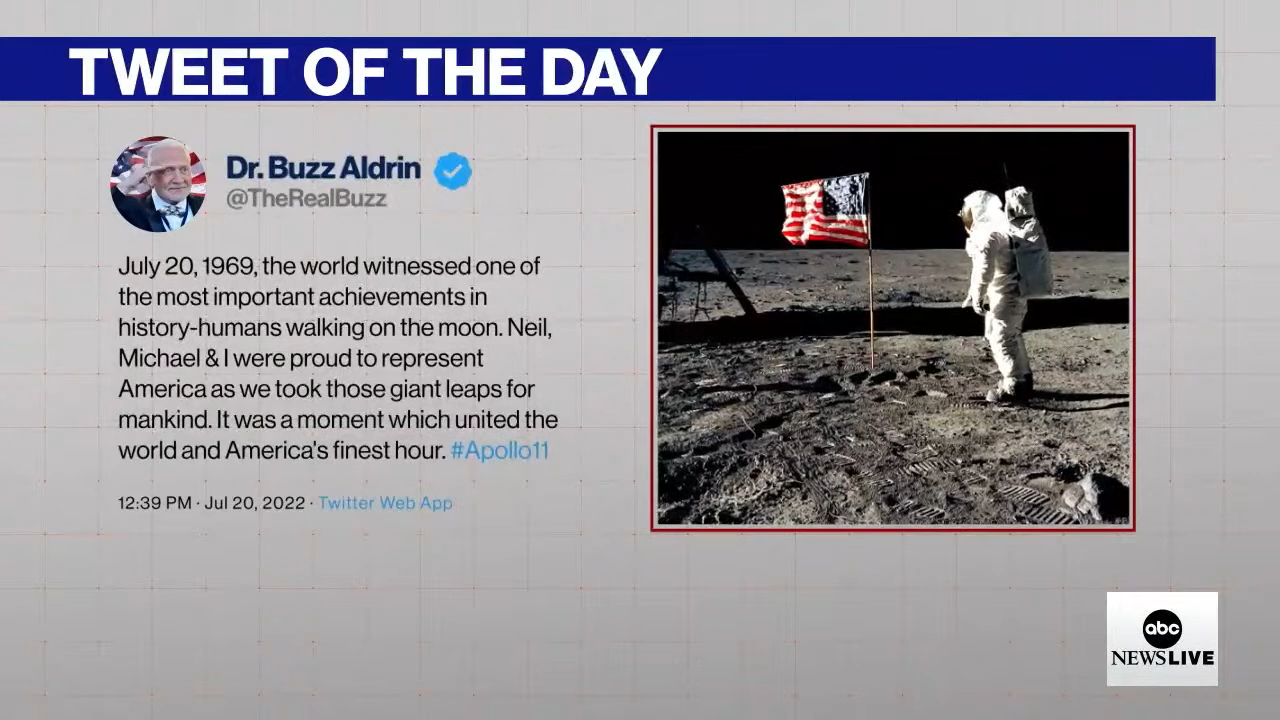 TWEET OF THE DAY
Dr. Buzz Aldrin
@TheRealBuzz
July 20, 1969, the world witnessed one of
the most important achievements in
history-humans walking on the moon. Neil,
Michael & I were proud to represent
America as we took those giant leaps for
mankind. It was a moment which united the
world and America's finest hour. #Apollo11
12:39 PM · Jul 20, 2022 · Twitter Web App
abc
NEWS LIVE